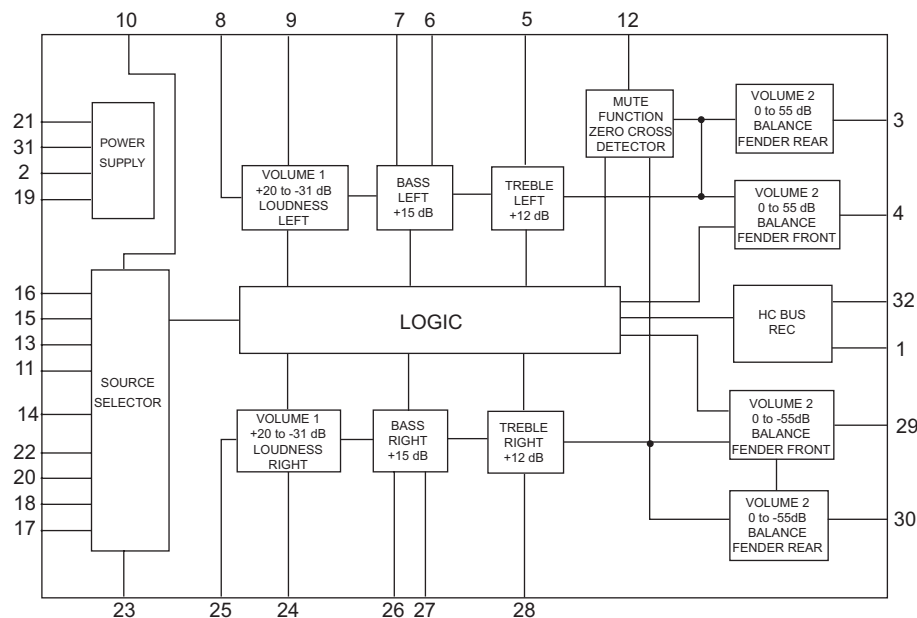 10
8
9
7
6
5
12
21
31
2
19
POWER
SUPPLY
MUTE
FUNCTION
ZERO CROSS
DETECTOR
VOLUME 2
0 to 55 dB
BALANCE
FENDER REAR
3
VOLUME 1
+20 to -31 dB
LOUDNESS
LEFT
BASS
LEFT
+15 dB
TREBLE
LEFT
+12 dB
VOLUME 2
0 to 55 dB
BALANCE
FENDER FRONT
4
16
15
13
11
14
22
20
18
17
SOURCE
SELECTOR
LOGIC
HC BUS
REC
32
1
VOLUME 1
+20 to -31 dB
LOUDNESS
RIGHT
BASS
RIGHT
+15 dB
TREBLE
RIGHT
+12 dB
VOLUME 2
0 to -55dB
BALANCE
FENDER FRONT
29
VOLUME 2
0 to -55dB
BALANCE
FENDER REAR
30
23
25
24
26
27
28